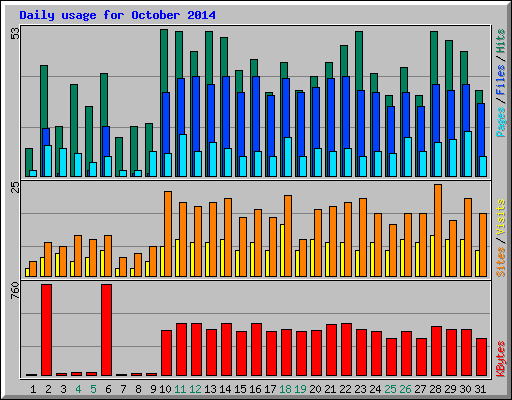 Daily usage for October 2014
53
Pages / Files / Hits
25
Sites / Visits
760
KBytes
1 2 3 4 5 6 7 8 9 10 11 12 13 14 15 16 17 18 19 20 21 22 23 24 25 26 27 28 29 30 31